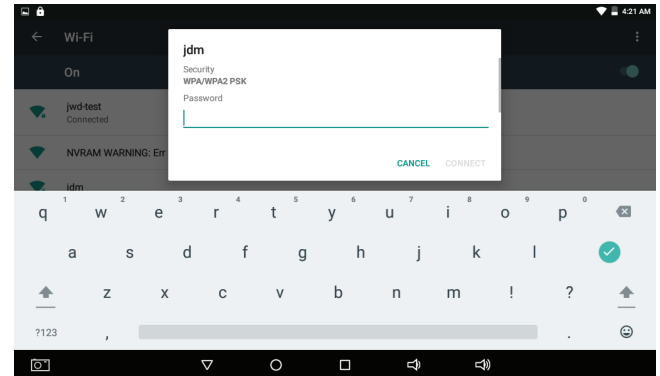 4:21 AM
Wi-Fi
On
jwd-test
Connected
NVRAM WARNING: Err
jdm
jdm
Security
WPA/WPA2 PSK
Password
CANCEL CONNECT
1 2 3 4 5 6 7 8 9 0
q w e r t y u i o p
a s d f g h j k l
z x c v b n m ! ?
?123 , .